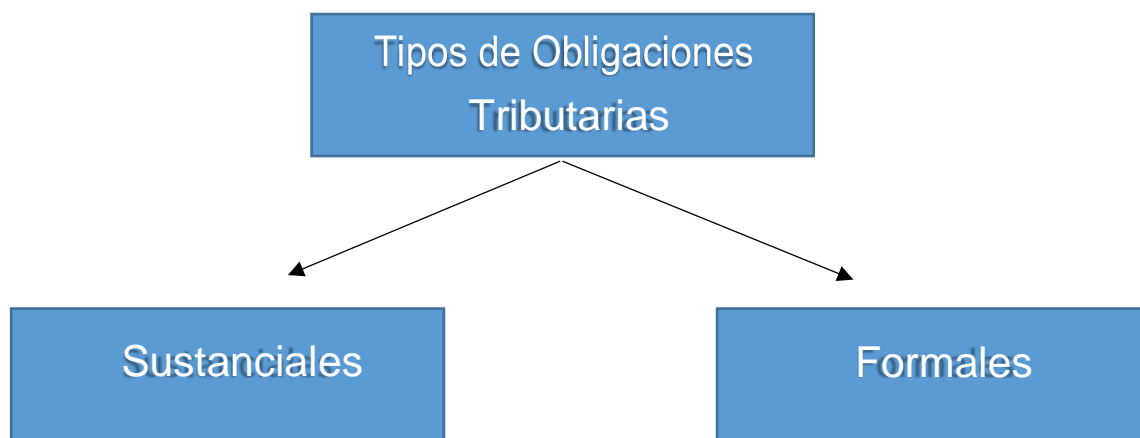 Tipos de Obligaciones
Tributarias
Sustanciales
Formales